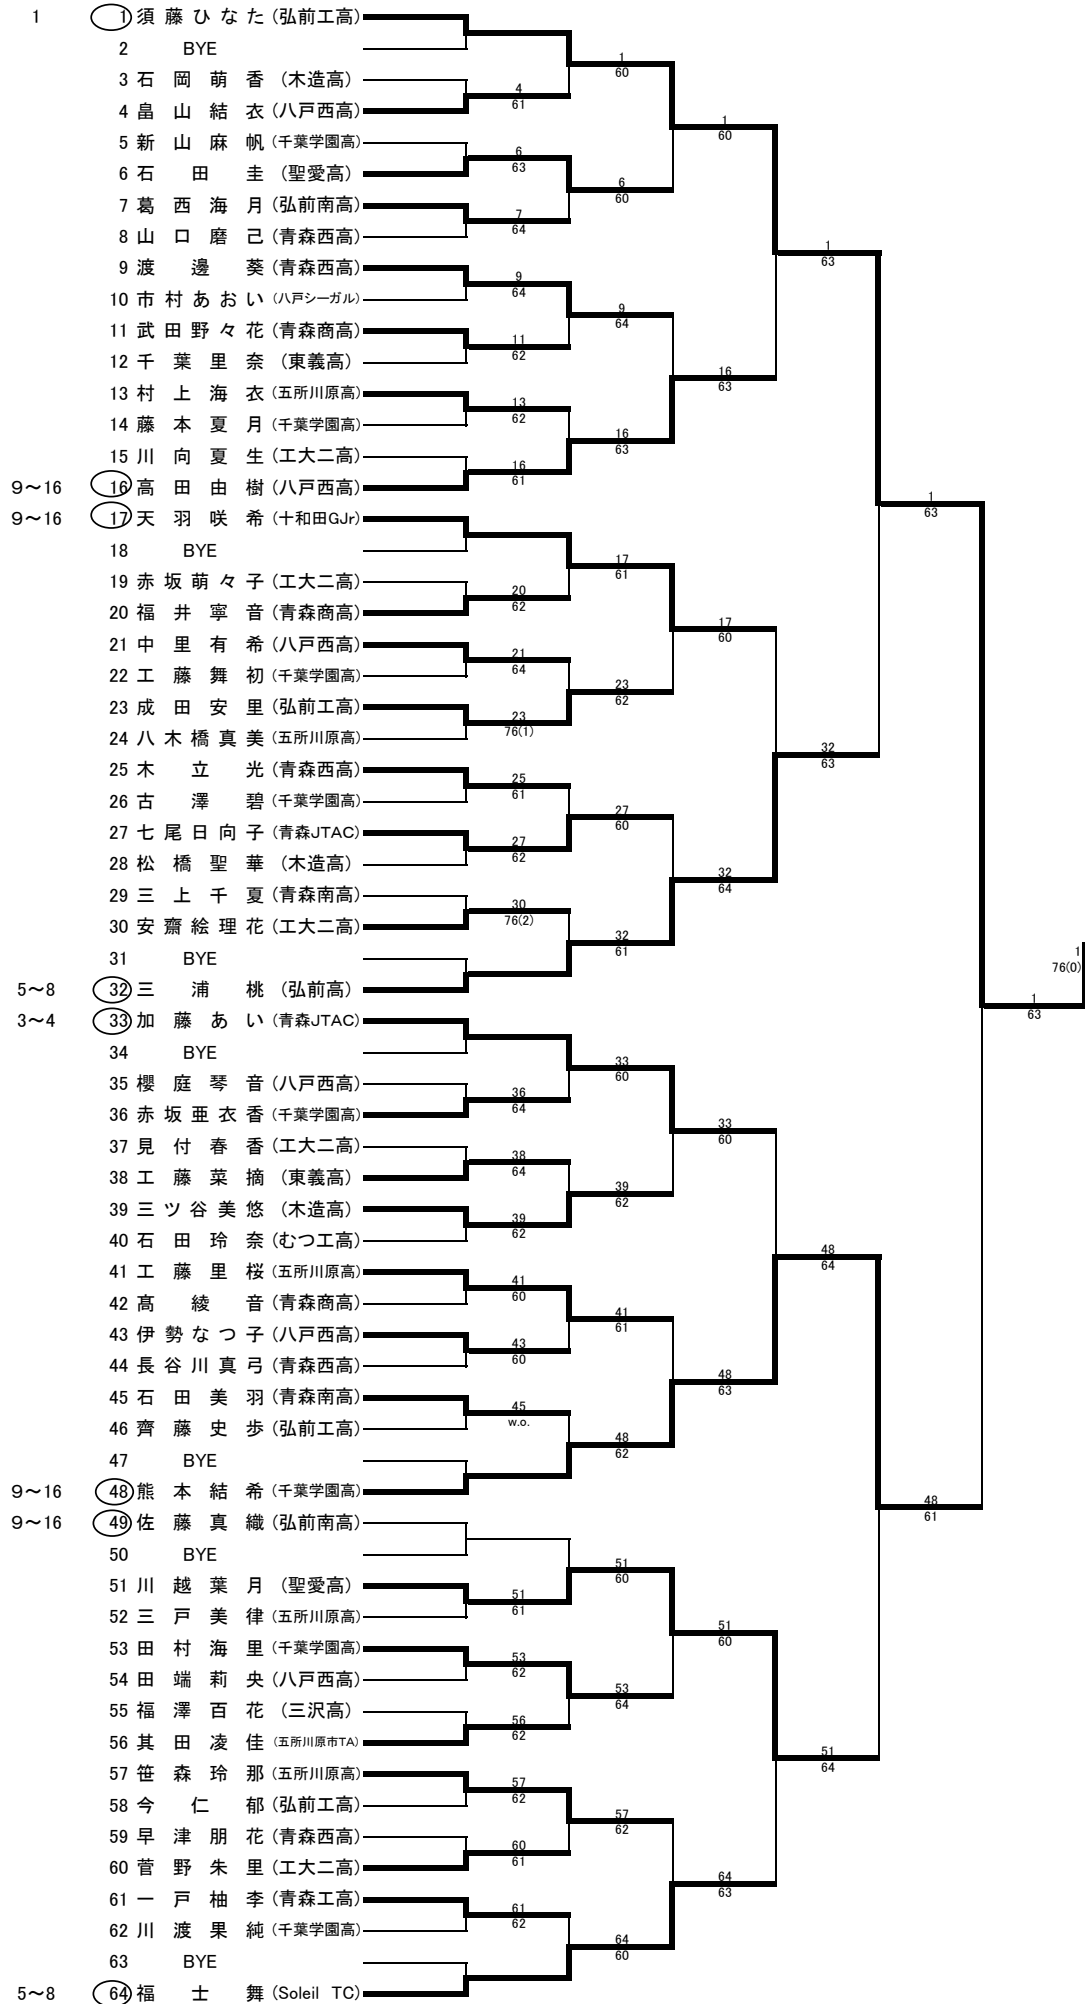 1 1 須藤ひなた (弘前工高)
2 BYE
1
60
3 石岡萌香 (木造高)
4
61
4 畠山結衣 (八戸西高)
1
60
5 新山麻帆 (千葉学園高)
6
63
6 石田圭 (聖愛高)
6
60
7 葛西海月 (弘前南高)
7
64
8 山口磨己 (青森西高)
1
63
9 渡邊葵 (青森西高)
9
64
10 市村あおい (八戸シーガル)
9
64
11 武田野々花 (青森商高)
11
62
12 千葉里奈 (東義高)
16
63
13 村上海衣 (五所川原高)
13
62
14 藤本夏月 (千葉学園高)
16
63
15 川向夏生 (工大二高)
16
61
9～16 16 高田由樹 (八戸西高)
1
63
9～16 17 天羽咲希 (十和田GJr)
18 BYE
17
61
19 赤坂萌々子 (工大二高)
20
62
20 福井寧音 (青森商高)
17
60
21 中里有希 (八戸西高)
21
64
22 工藤舞初 (千葉学園高)
23
62
23 成田安里 (弘前工高)
23
76(1)
24 八木橋真美 (五所川原高)
32
63
25 木立光 (青森西高)
25
61
26 古澤碧 (千葉学園高)
27
60
27 七尾日向子 (青森JTAC)
27
62
28 松橋聖華 (木造高)
32
64
29 三上千夏 (青森南高)
30
76(2)
30 安齋絵理花 (工大二高)
32
61
31 BYE
1
76(0)
5～8 32 三浦桃 (弘前高)
1
63
3～4 33 加藤あい (青森JTAC)
34 BYE
33
60
35 櫻庭琴音 (八戸西高)
36
64
36 赤坂亜衣香 (千葉学園高)
33
60
37 見付春香 (工大二高)
38
64
38 工藤菜摘 (東義高)
39
62
39 三ツ谷美悠 (木造高)
39
62
40 石田玲奈 (むつ工高)
48
64
41 工藤里桜 (五所川原高)
41
60
42 髙綾音 (青森商高)
41
61
43 伊勢なつ子 (八戸西高)
43
60
44 長谷川真弓 (青森西高)
48
63
45 石田美羽 (青森南高)
45
w.o.
46 齊藤史歩 (弘前工高)
48
62
47 BYE
9～16 48 熊本結希 (千葉学園高)
48
61
9～16 49 佐藤真織 (弘前南高)
50 BYE
51
60
51 川越葉月 (聖愛高)
51
61
52 三戸美律 (五所川原高)
51
60
53 田村海里 (千葉学園高)
53
62
54 田端莉央 (八戸西高)
53
64
55 福澤百花 (三沢高)
56
62
56 其田凌佳 (五所川原市TA)
51
64
57 笹森玲那 (五所川原高)
57
62
58 今仁郁 (弘前工高)
57
62
59 早津朋花 (青森西高)
60
61
60 菅野朱里 (工大二高)
64
63
61 一戸柚李 (青森工高)
61
62
62 川渡果純 (千葉学園高)
64
60
63 BYE
5～8 64 福士舞 (Soleil TC)